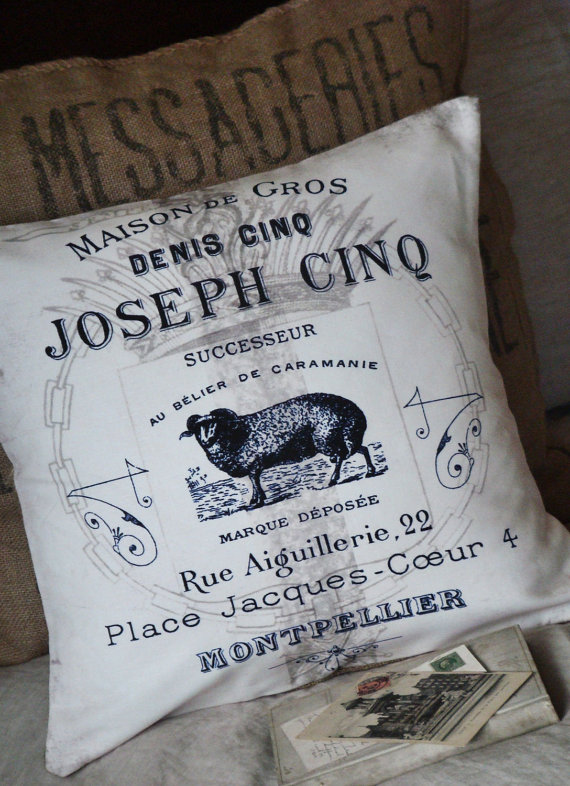 MESSAGERIES
MAISON DE GROS
DENIS CINQ
JOSEPH CINQ
SUCCESSEUR
AU BÉLIER DE CARAMANIE
MARQUE DÉPOSÉE
Rue Aiguillerie, 22
Place Jacques-Cœur 4
MONTPELLIER